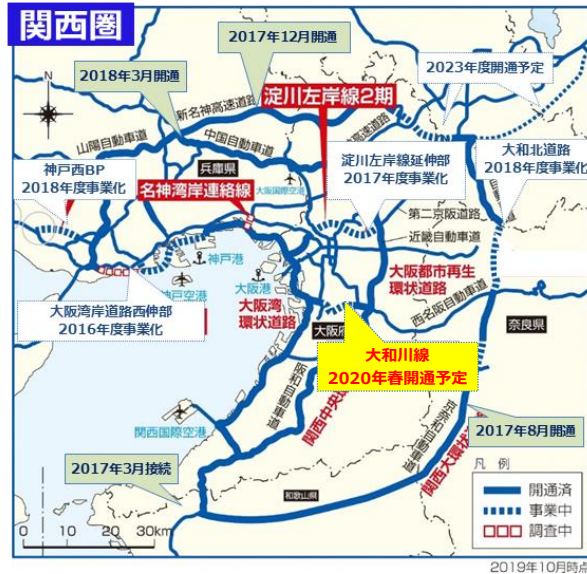 関西圏
2017年12月開通
2018年3月開通
淀川左岸線2期
2023年度開通予定
N
新名神高速道路
山陽自動車道
中国自動車道
高速道路
兵庫県
神戸西BP
2018年度事業化
名神湾岸連絡線
大阪国際空港
淀川左岸線延伸部
2017年度事業化
大和北道路
2018年度事業化
第二京阪道路
近畿自動車道
神戸港
大阪港
神戸空港
大阪湾岸道路西伸部
2016年度事業化
大阪湾環状道路
大阪都市再生
環状道路
西名阪自動車道
大阪府
奈良県
大和川線
2020年春開通予定
阪和自動車道
関西中央
京奈和自動車道
関西大環状
関西国際空港
2017年8月開通
2017年3月接続
和歌山県
凡例
開通済
事業中
調査中
0 10 20 30km
2019年10月時点